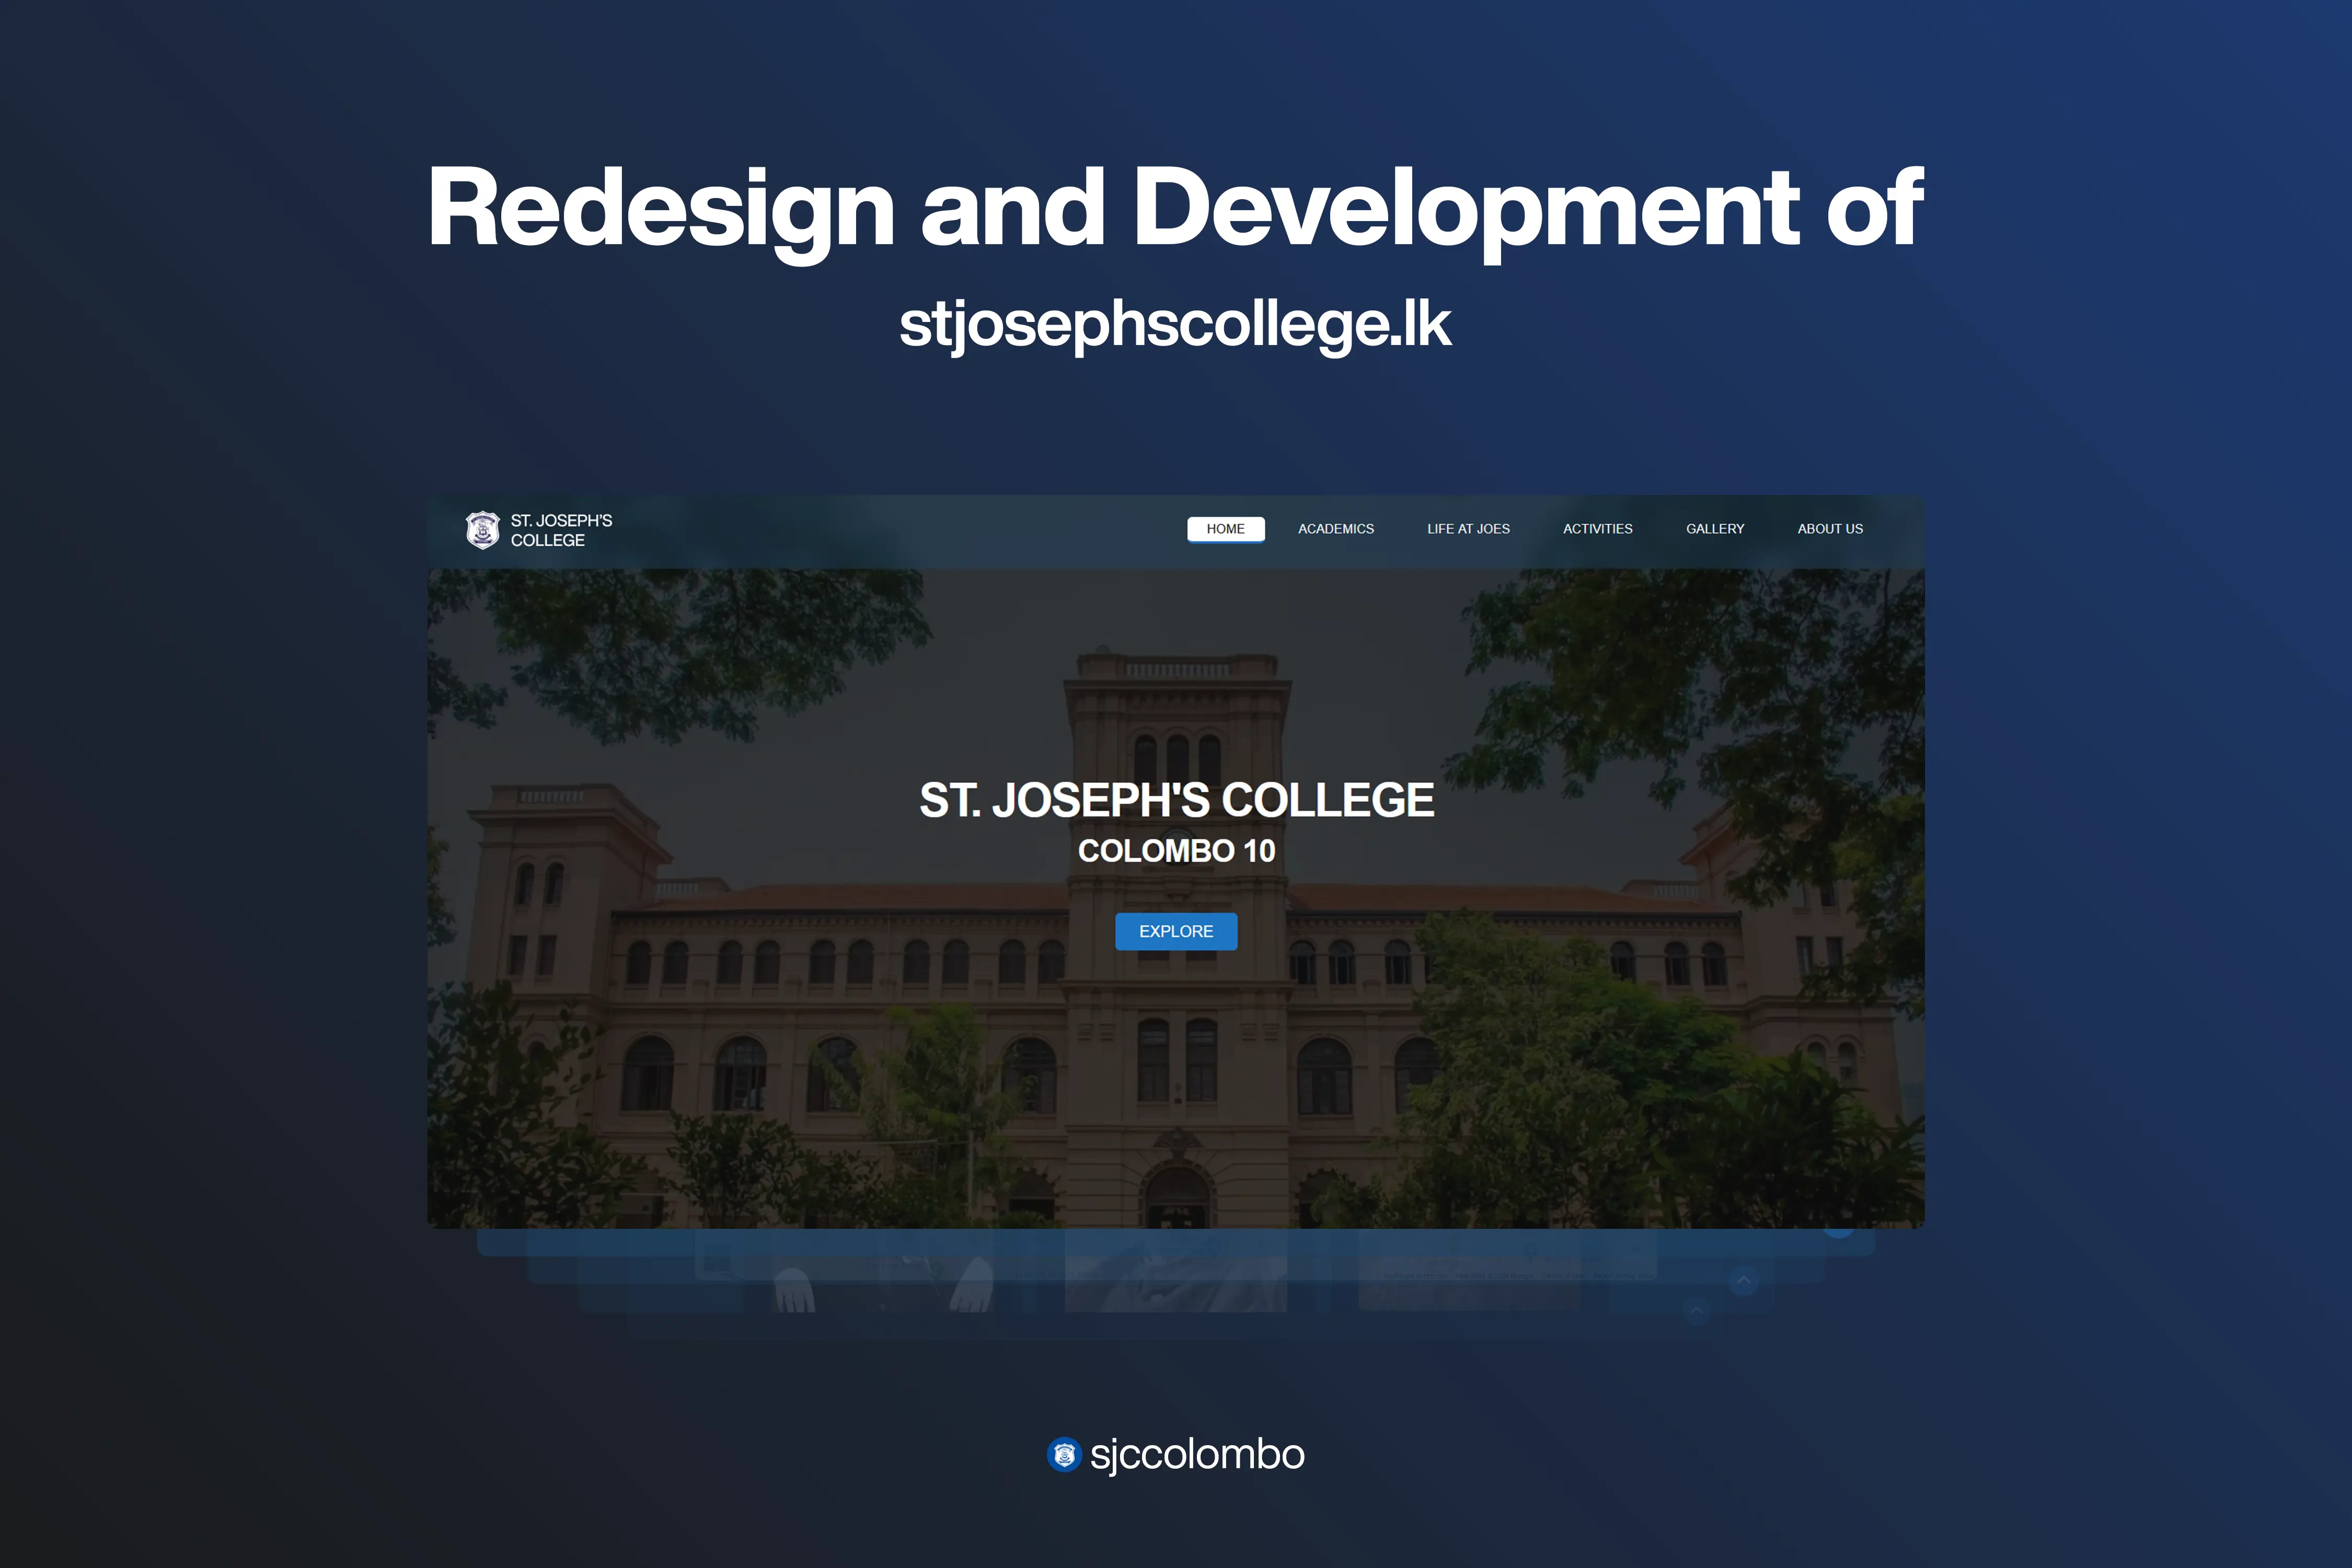 Redesign and Development of
stjosephscollege.lk
ST. JOSEPH'S
COLLEGE
HOME
ACADEMICS
LIFE AT JOES
ACTIVITIES
GALLERY
ABOUT US
ST. JOSEPH'S COLLEGE
COLOMBO 10
EXPLORE
sjccolombo